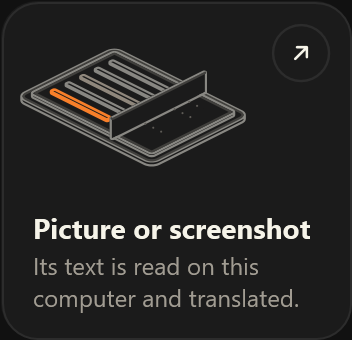 Picture or screenshot
Its text is read on this
computer and translated.